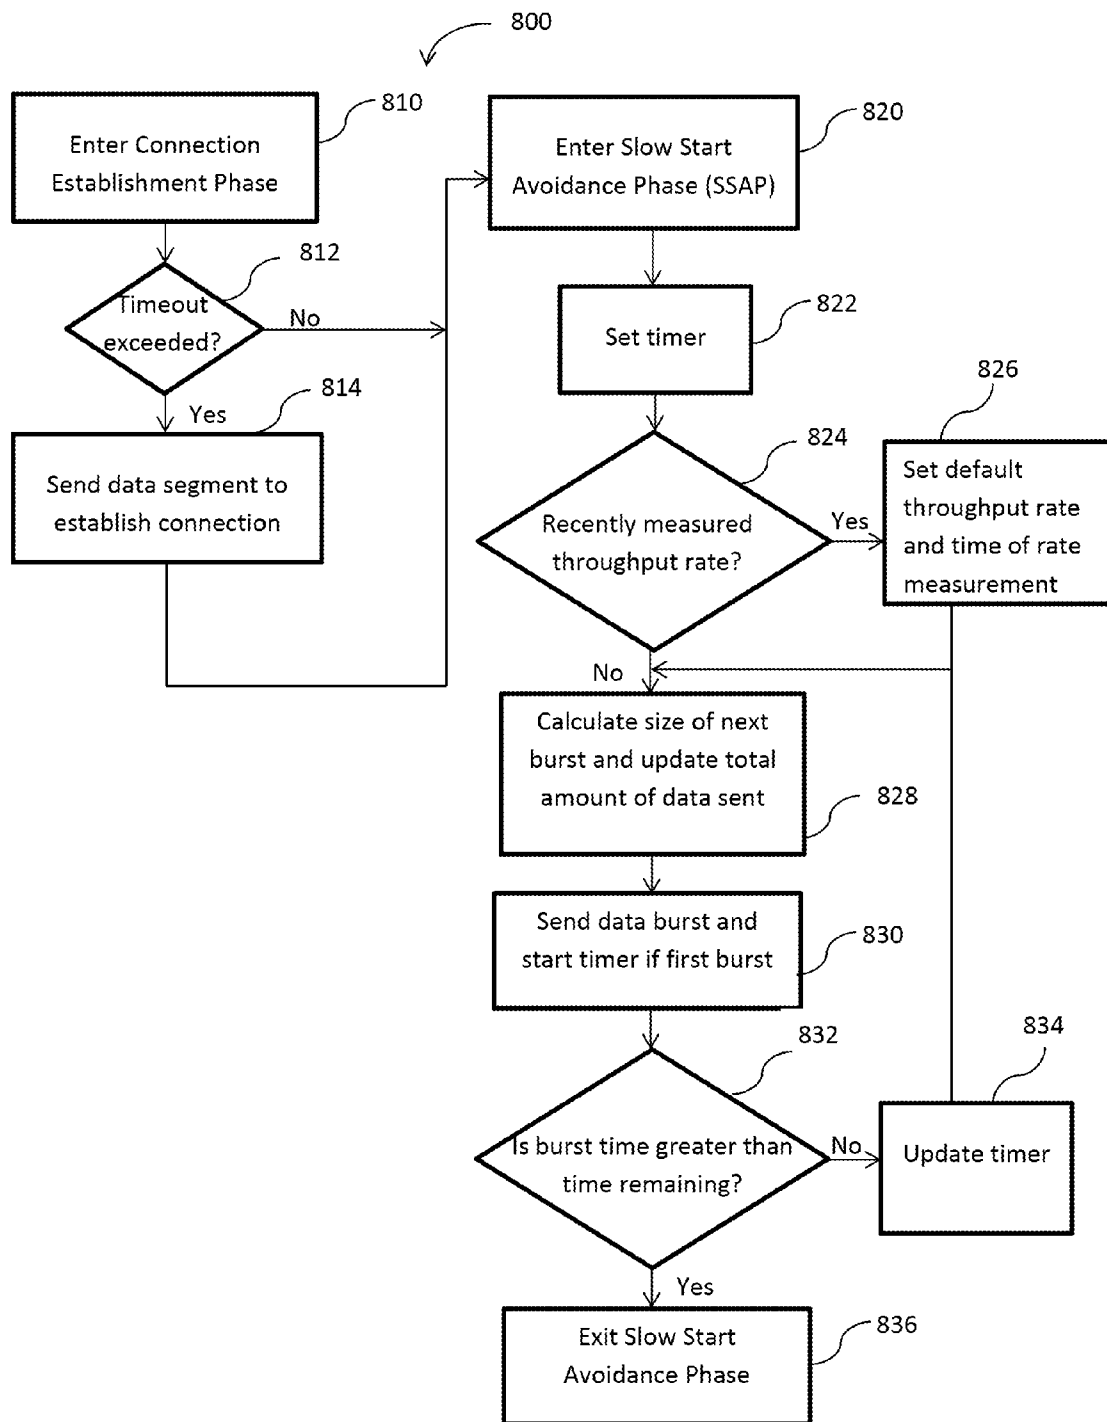 800
810
Enter Connection
Establishment Phase
812
Timeout
exceeded?
No
Yes
814
Send data segment to
establish connection
820
Enter Slow Start
Avoidance Phase (SSAP)
822
Set timer
824
Recently measured
throughput rate?
Yes
826
Set default
throughput rate
and time of rate
measurement
No
Calculate size of next
burst and update total
amount of data sent
828
Send data burst and
start timer if first burst
830
832
Is burst time greater than
time remaining?
No
834
Update timer
Yes
Exit Slow Start
Avoidance Phase
836